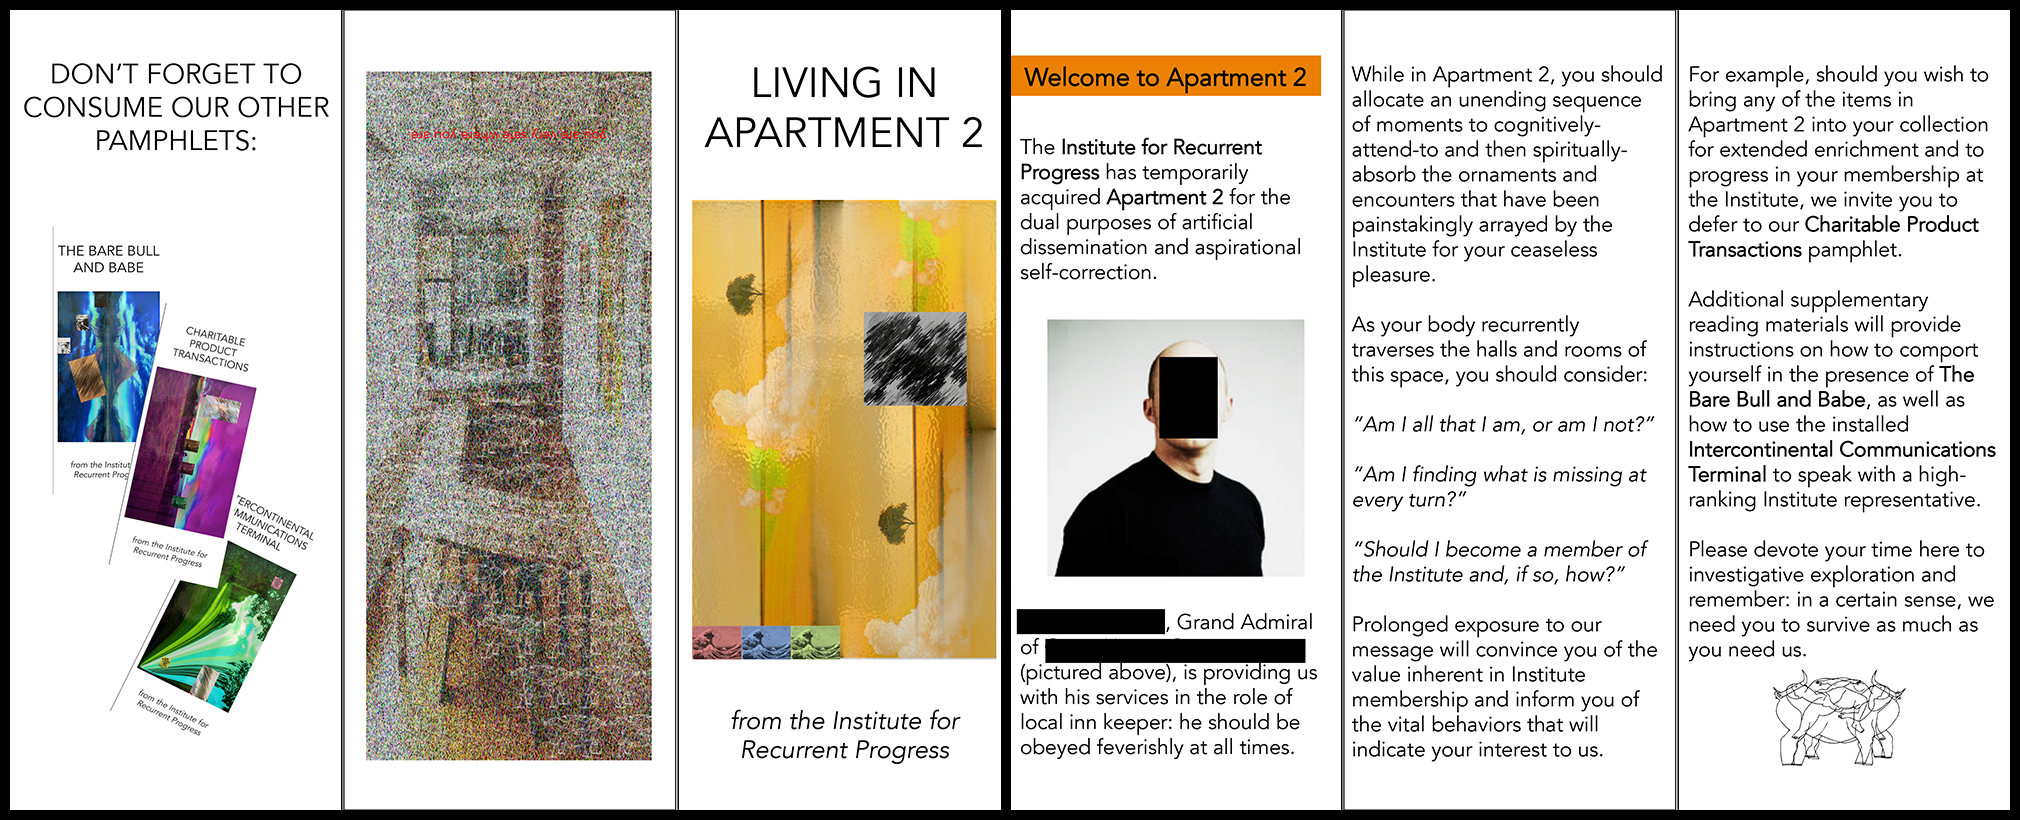 DON'T FORGET TO
CONSUME OUR OTHER
PAMPHLETS:
THE BARE BULL
AND BABE
from the Institut
Recurrent Prog
CHARITABLE
PRODUCT
TRANSACTIONS
from the Institute for
Recurrent Progress
TERCONTINENTAL
MMUNICATIONS
TERMINAL
from the Institute for
Recurrent Progress
LIVING IN
APARTMENT 2
from the Institute for
Recurrent Progress
Welcome to Apartment 2
The Institute for Recurrent
Progress has temporarily
acquired Apartment 2 for the
dual purposes of artificial
dissemination and aspirational
self-correction.
, Grand Admiral
of
(pictured above), is providing us
with his services in the role of
local inn keeper: he should be
obeyed feverishly at all times.
While in Apartment 2, you should
allocate an unending sequence
of moments to cognitively-
attend-to and then spiritually-
absorb the ornaments and
encounters that have been
painstakingly arrayed by the
Institute for your ceaseless
pleasure.
As your body recurrently
traverses the halls and rooms of
this space, you should consider:
"Am I all that I am, or am I not?"
"Am I finding what is missing at
every turn?"
"Should I become a member of
the Institute and, if so, how?"
Prolonged exposure to our
message will convince you of the
value inherent in Institute
membership and inform you of
the vital behaviors that will
indicate your interest to us.
For example, should you wish to
bring any of the items in
Apartment 2 into your collection
for extended enrichment and to
progress in your membership at
the Institute, we invite you to
defer to our Charitable Product
Transactions pamphlet.
Additional supplementary
reading materials will provide
instructions on how to comport
yourself in the presence of The
Bare Bull and Babe, as well as
how to use the installed
Intercontinental Communications
Terminal to speak with a high-
ranking Institute representative.
Please devote your time here to
investigative exploration and
remember: in a certain sense, we
need you to survive as much as
you need us.